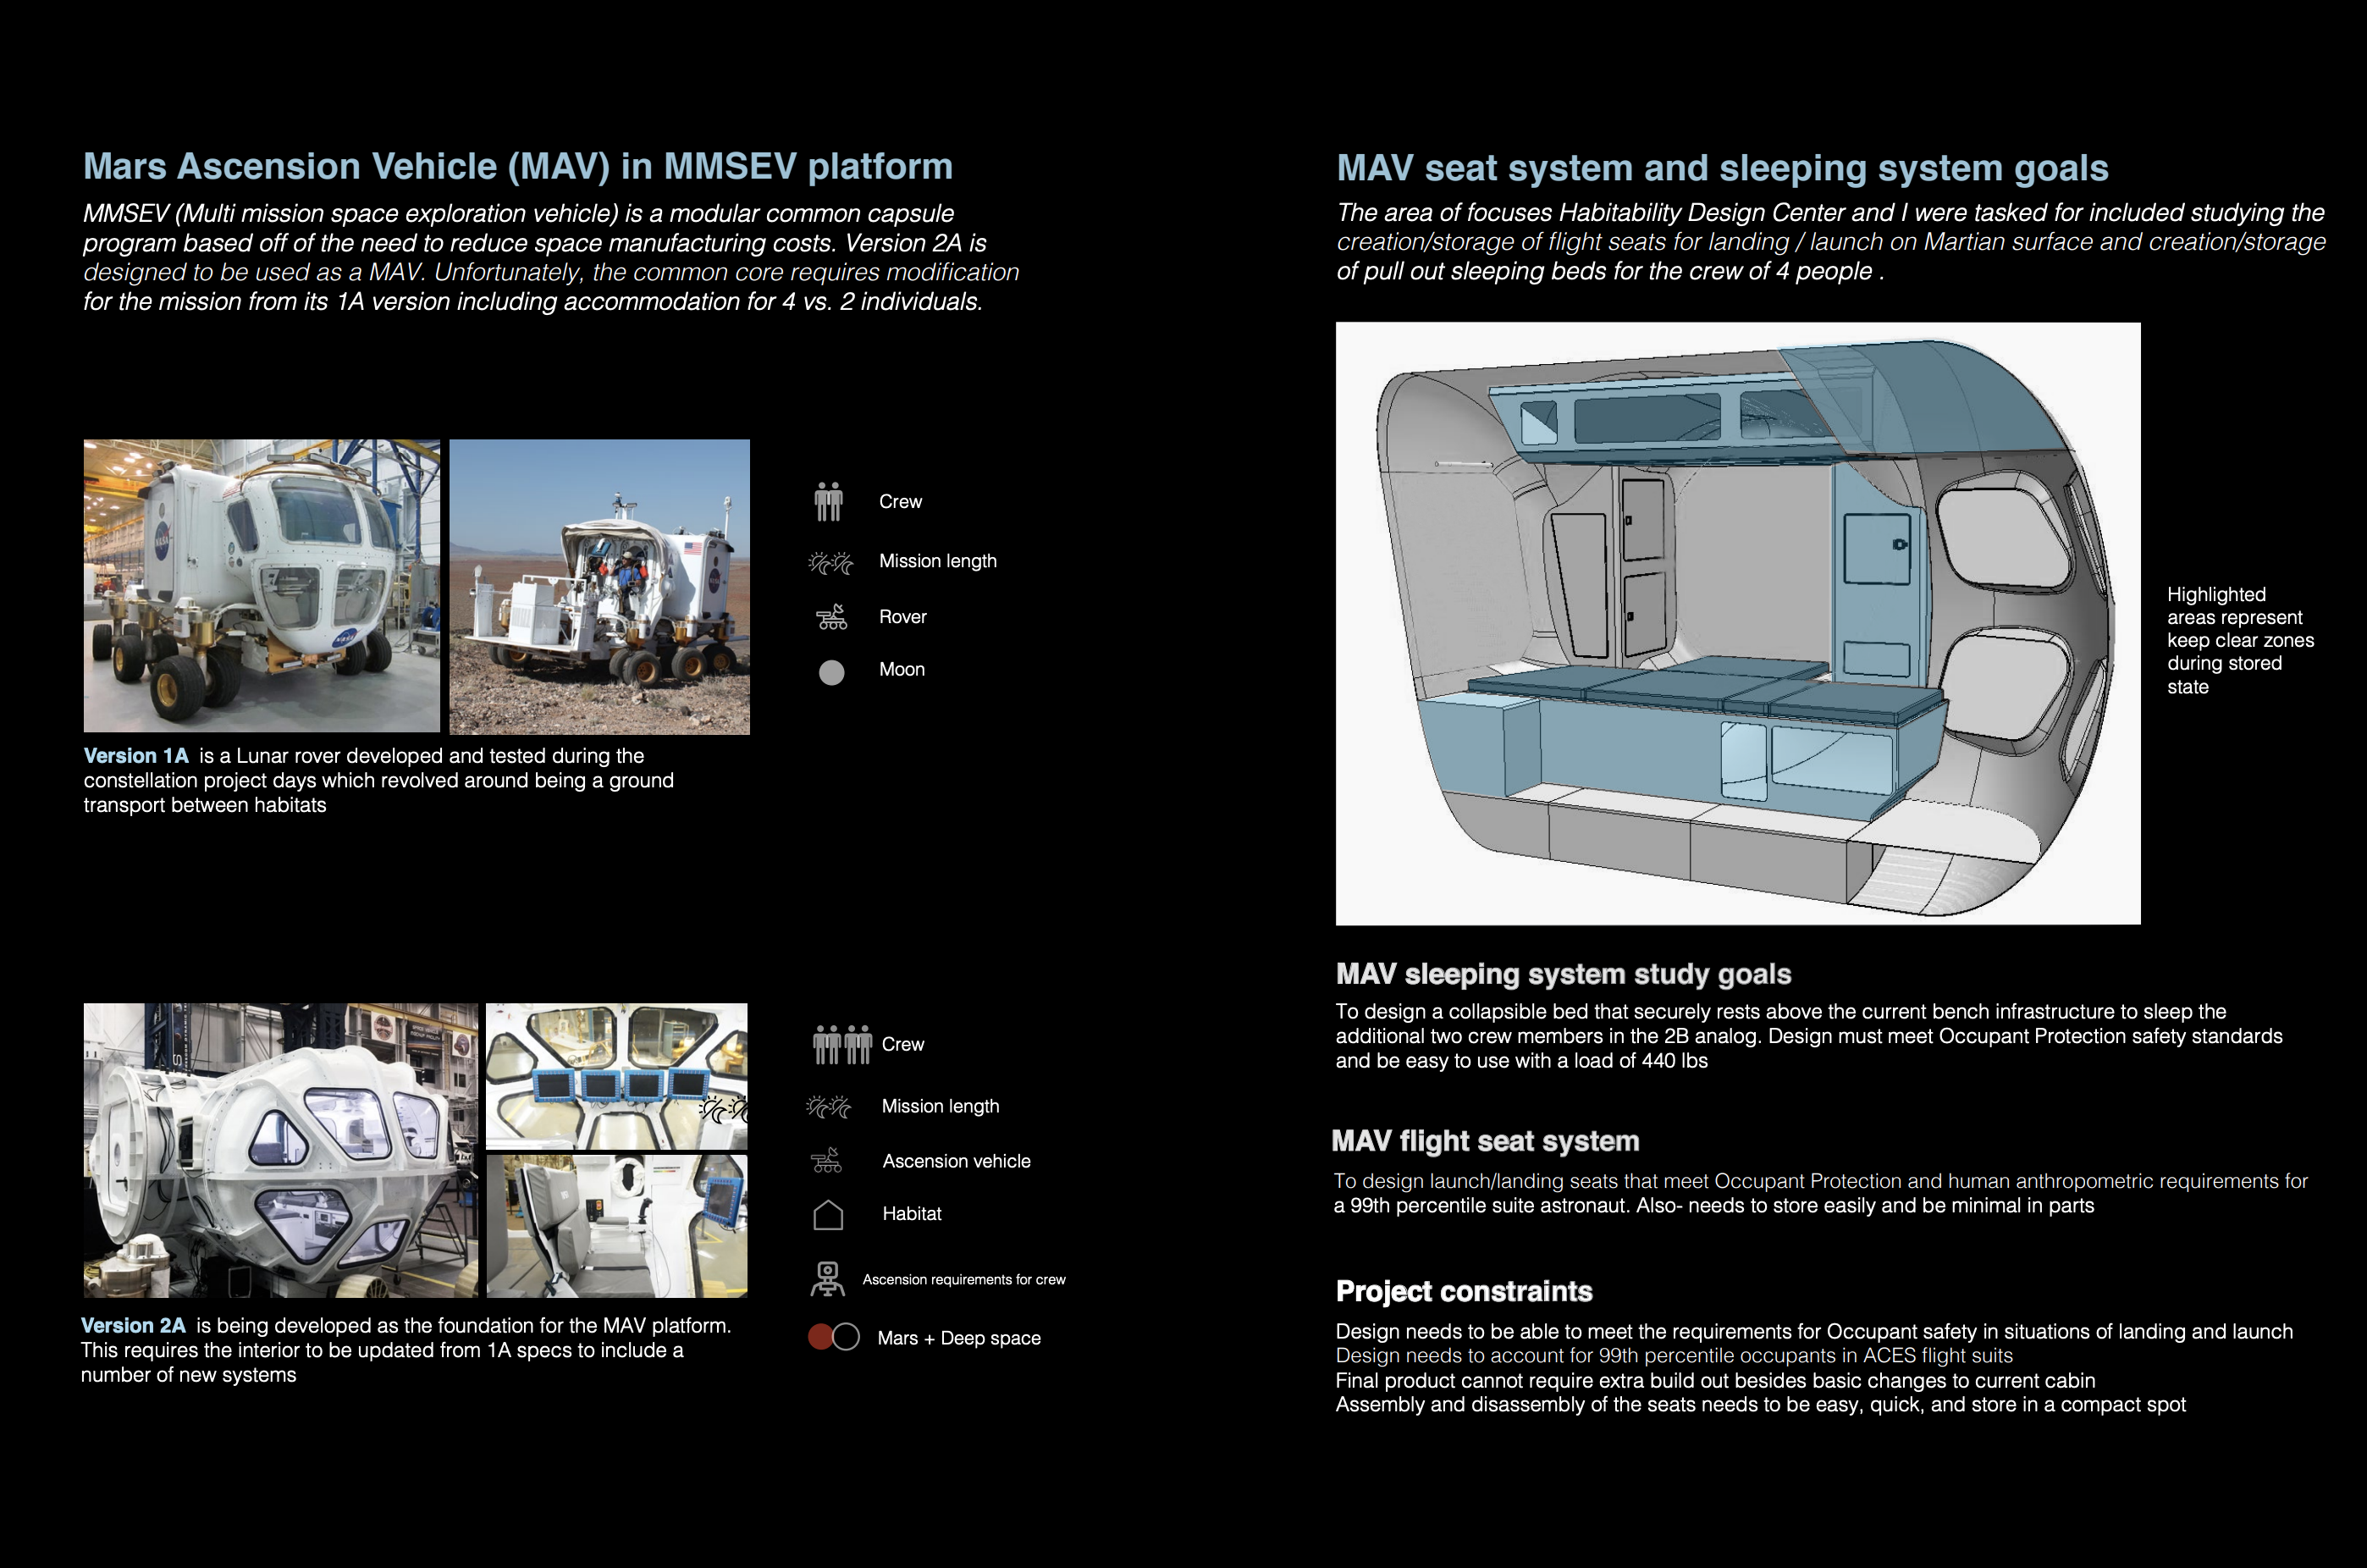 Mars Ascension Vehicle (MAV) in MMSEV platform
MMSEV (Multi mission space exploration vehicle) is a modular common capsule
program based off of the need to reduce space manufacturing costs. Version 2A is
designed to be used as a MAV. Unfortunately, the common core requires modification
for the mission from its 1A version including accommodation for 4 vs. 2 individuals.
NASA
NASA
NASA
Crew
Mission length
Rover
Moon
Version 1A is a Lunar rover developed and tested during the
constellation project days which revolved around being a ground
transport between habitats
Crew
Mission length
Ascension vehicle
Habitat
Ascension requirements for crew
Mars + Deep space
Version 2A is being developed as the foundation for the MAV platform.
This requires the interior to be updated from 1A specs to include a
number of new systems
MAV seat system and sleeping system goals
The area of focuses Habitability Design Center and I were tasked for included studying the
creation/storage of flight seats for landing / launch on Martian surface and creation/storage
of pull out sleeping beds for the crew of 4 people .
Highlighted
areas represent
keep clear zones
during stored
state
MAV sleeping system study goals
To design a collapsible bed that securely rests above the current bench infrastructure to sleep the
additional two crew members in the 2B analog. Design must meet Occupant Protection safety standards
and be easy to use with a load of 440 lbs
MAV flight seat system
To design launch/landing seats that meet Occupant Protection and human anthropometric requirements for
a 99th percentile suite astronaut. Also- needs to store easily and be minimal in parts
Project constraints
Design needs to be able to meet the requirements for Occupant safety in situations of landing and launch
Design needs to account for 99th percentile occupants in ACES flight suits
Final product cannot require extra build out besides basic changes to current cabin
Assembly and disassembly of the seats needs to be easy, quick, and store in a compact spot